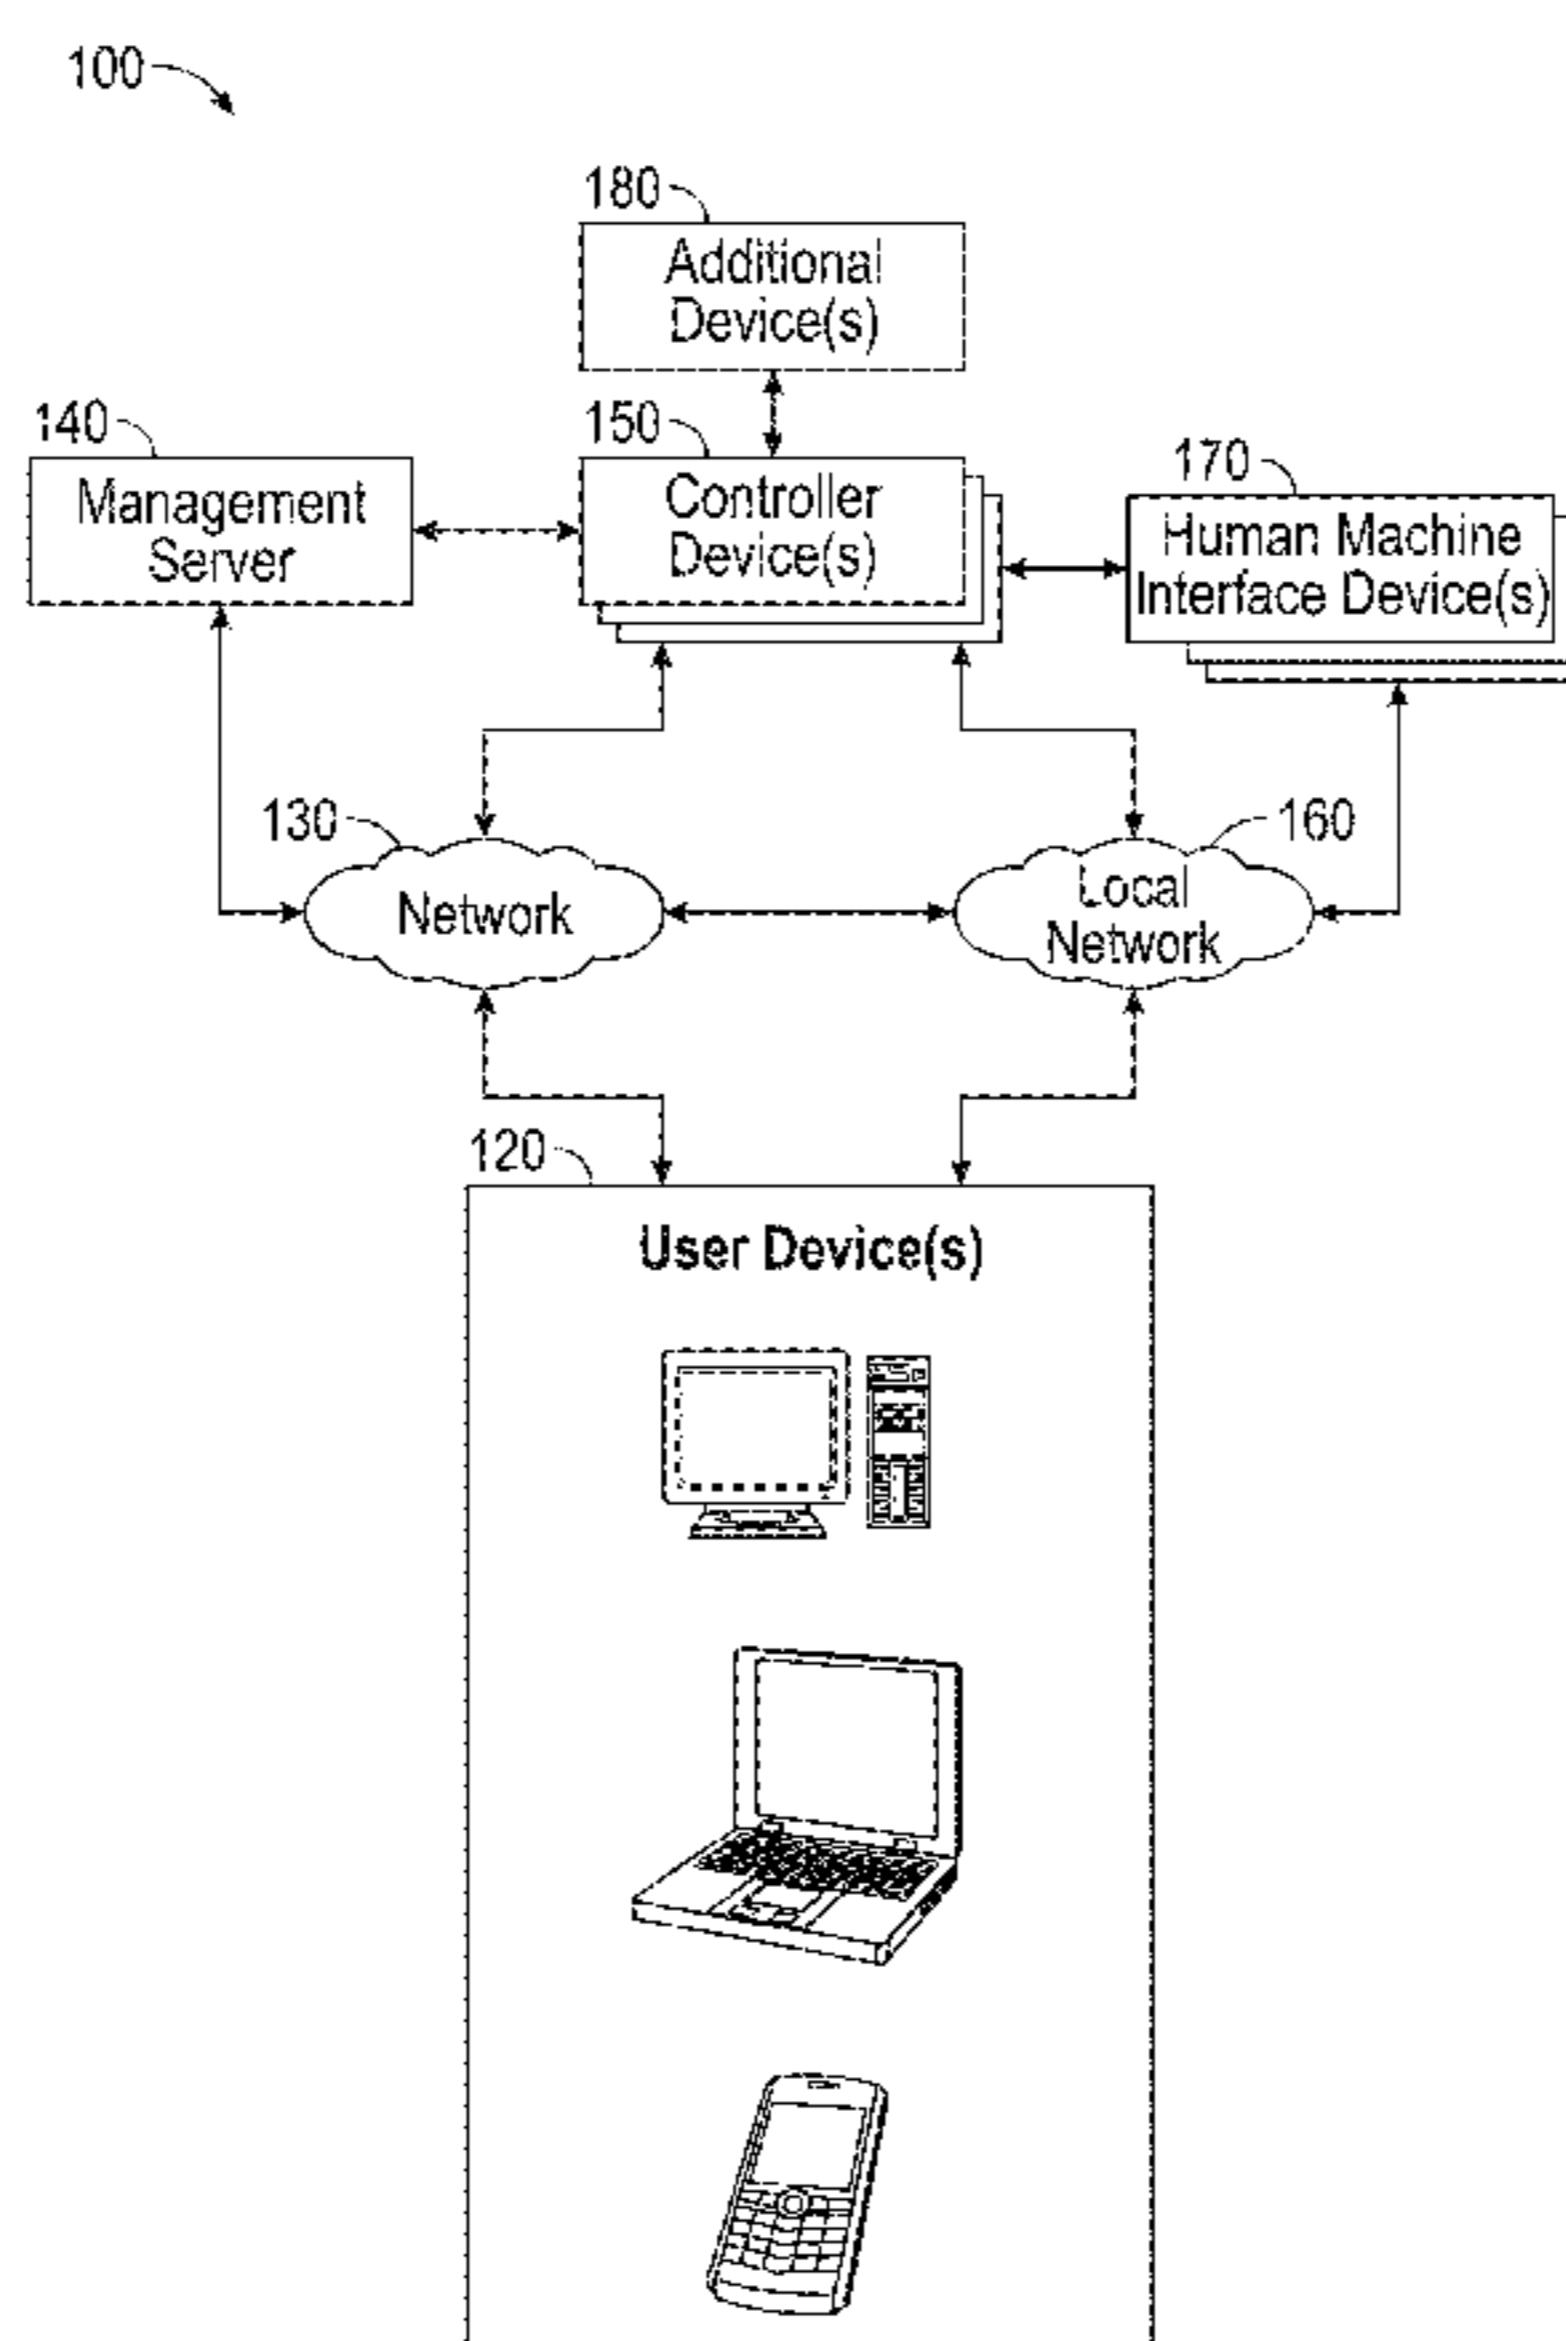 100
180
Additional
Device(s)
140
Management
Server
150
Controller
Device(s)
170
Human Machine
Interface Device(s)
130
Network
160
Local
Network
120
User Device(s)